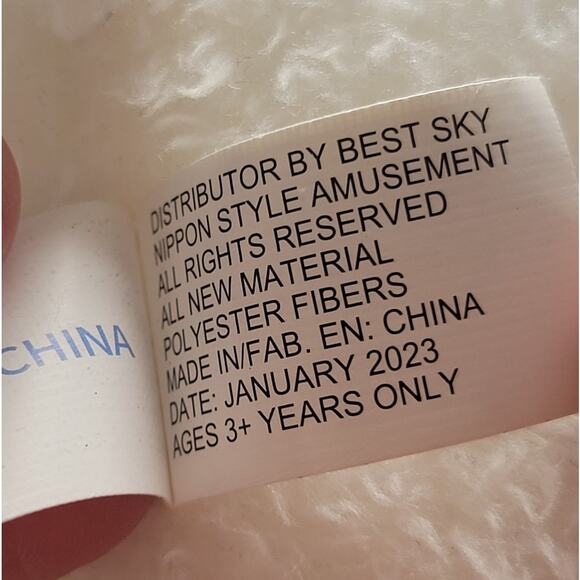 CHINA
DISTRIBUTOR BY BEST SKY
NIPPON STYLE AMUSEMENT
ALL RIGHTS RESERVED
ALL NEW MATERIAL
POLYESTER FIBERS
MADE IN/FAB. EN: CHINA
DATE: JANUARY 2023
AGES 3+ YEARS ONLY